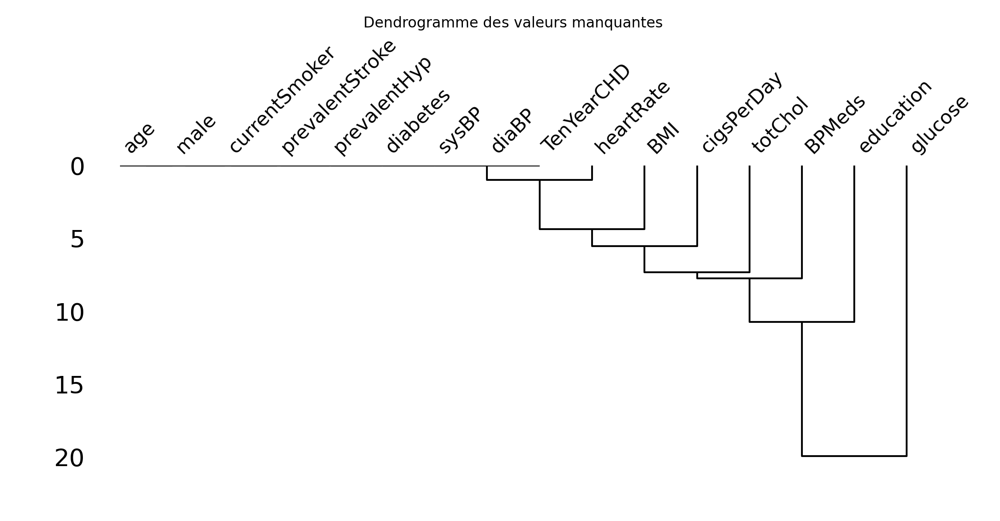 Dendrogramme des valeurs manquantes
age
male
currentSmoker
prevalentStroke
prevalentHyp
diabetes
sysBP
diaBP
TenYearCHD
heartRate
BMI
cigsPerDay
totChol
BPMeds
education
glucose
0
5
10
15
20